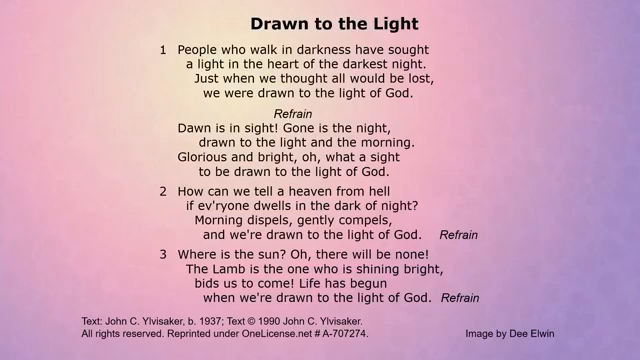 Drawn to the Light
1 People who walk in darkness have sought
a light in the heart of the darkest night.
Just when we thought all would be lost,
we were drawn to the light of God.
Refrain
Dawn is in sight! Gone is the night,
drawn to the light and the morning.
Glorious and bright, oh, what a sight
to be drawn to the light of God.
2 How can we tell a heaven from hell
if ev'ryone dwells in the dark of night?
Morning dispels, gently compels,
and we're drawn to the light of God. Refrain
3 Where is the sun? Oh, there will be none!
The Lamb is the one who is shining bright,
bids us to come! Life has begun
when we're drawn to the light of God. Refrain
Text: John C. Ylvisaker, b. 1937; Text © 1990 John C. Ylvisaker.
All rights reserved. Reprinted under OneLicense.net # A-707274. Image by Dee Elwin